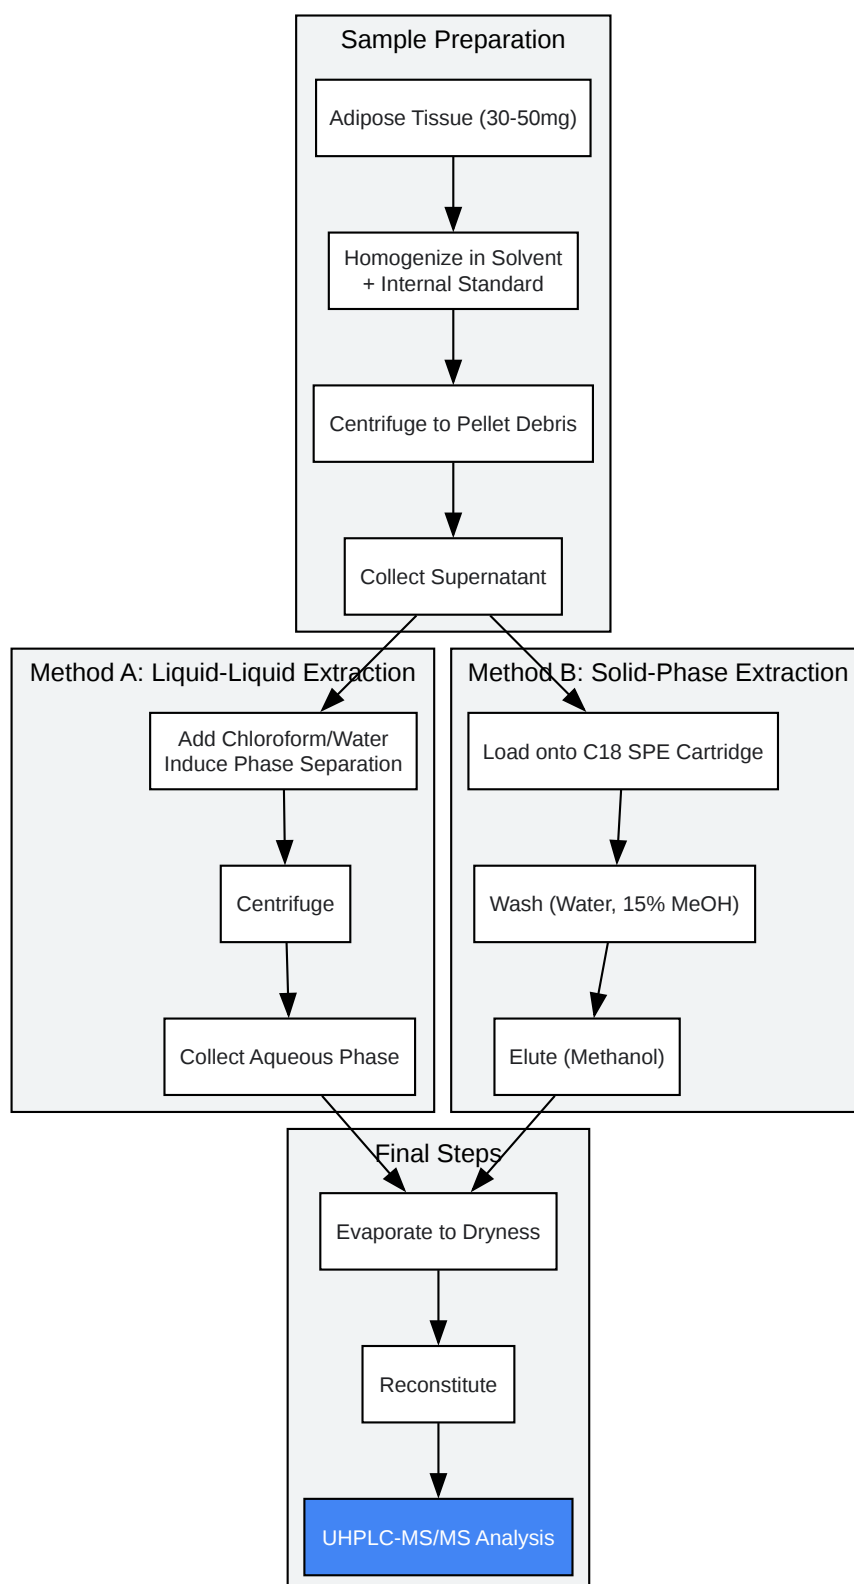 Sample Preparation
Adipose Tissue (30-50mg)
Homogenize in Solvent
+ Internal Standard
Centrifuge to Pellet Debris
Collect Supernatant
Method A: Liquid-Liquid Extraction
Add Chloroform/Water
Induce Phase Separation
Centrifuge
Collect Aqueous Phase
Method B: Solid-Phase Extraction
Load onto C18 SPE Cartridge
Wash (Water, 15% MeOH)
Elute (Methanol)
Final Steps
Evaporate to Dryness
Reconstitute
UHPLC-MS/MS Analysis